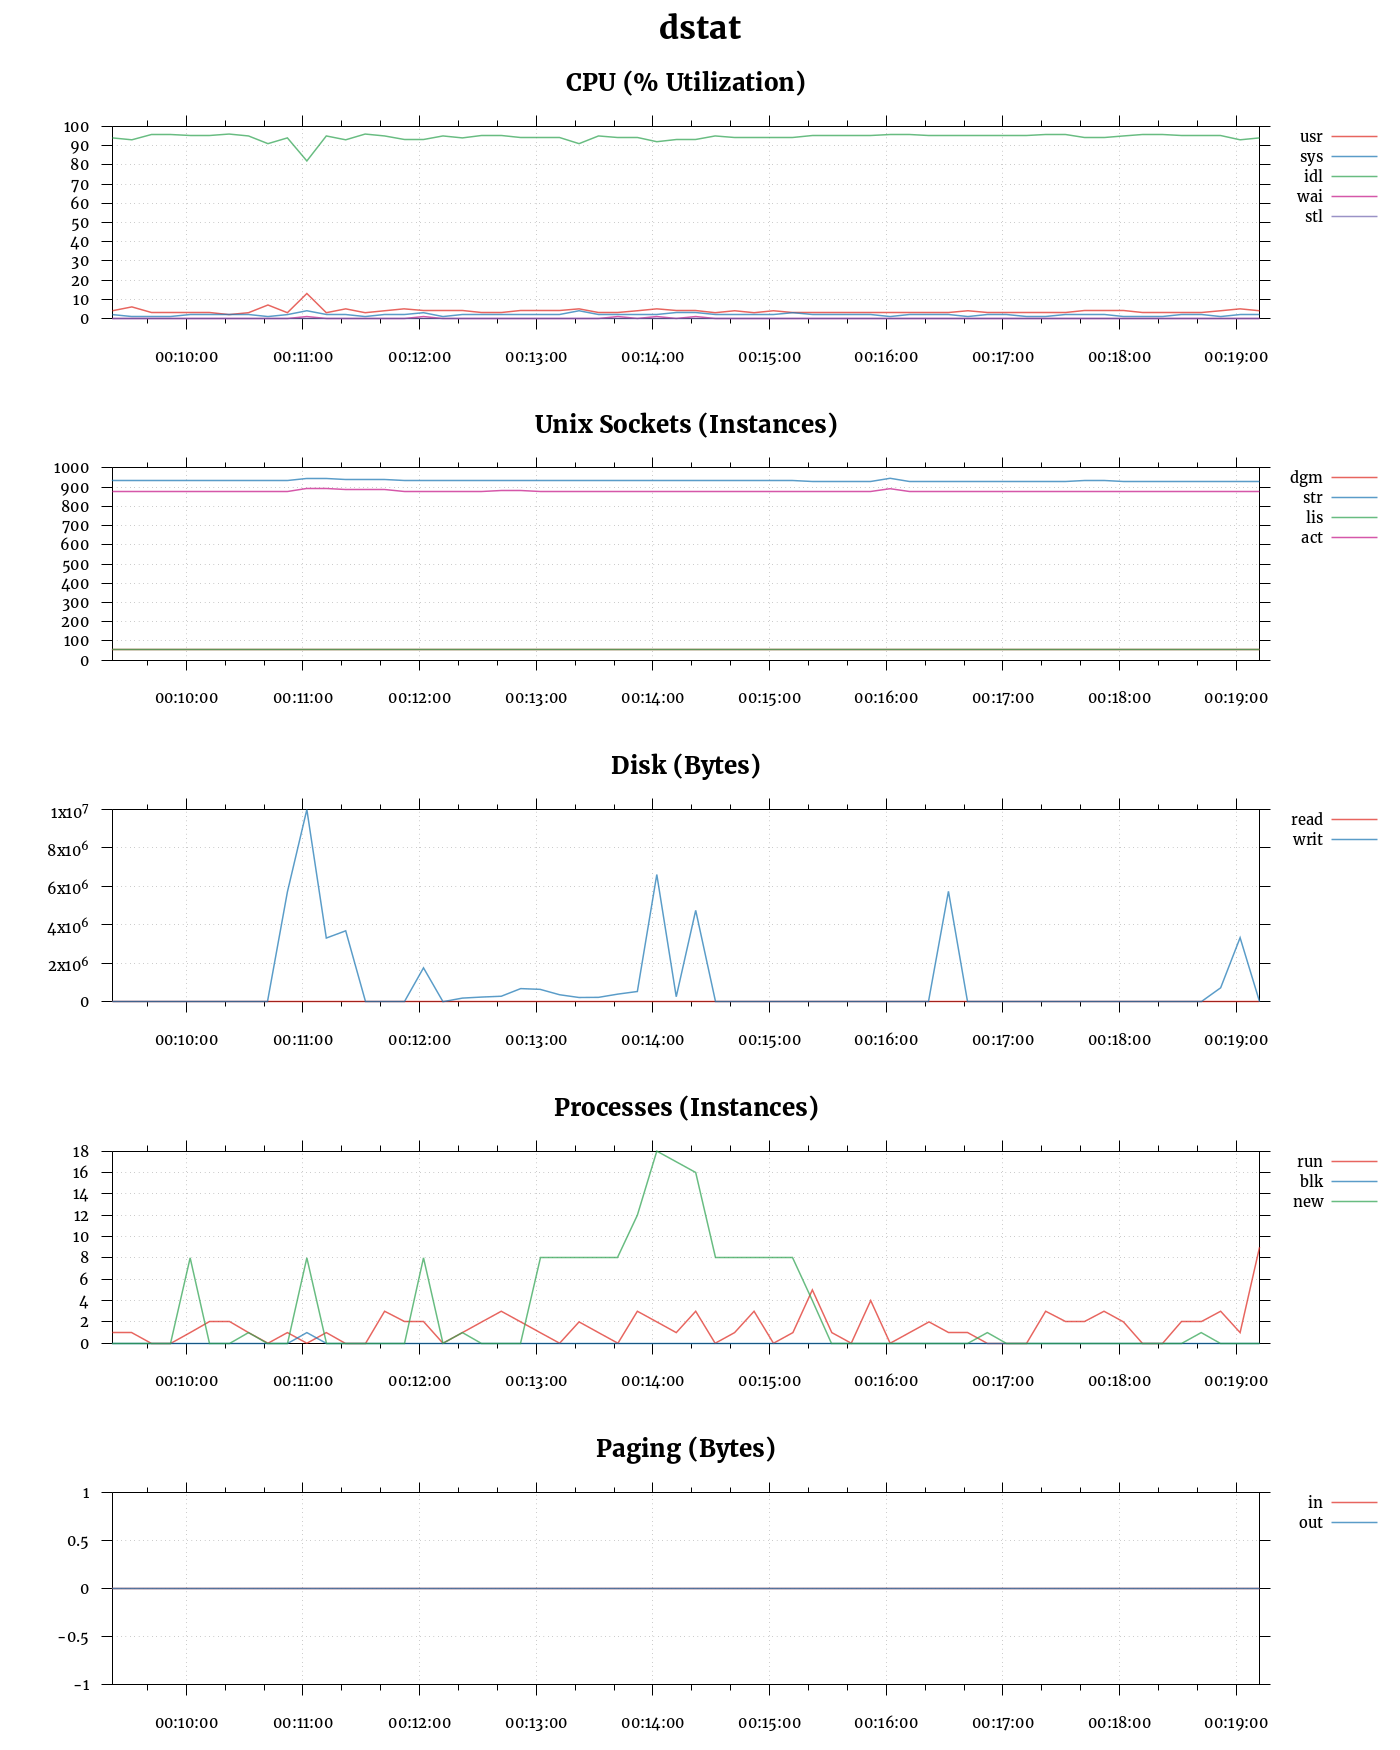 dstat
CPU (% Utilization)
100
90
80
70
60
50
40
30
20
10
0
usr
sys
idl
wai
stl
00:10:00 00:11:00 00:12:00 00:13:00 00:14:00 00:15:00 00:16:00 00:17:00 00:18:00 00:19:00
Unix Sockets (Instances)
1000
900
800
700
600
500
400
300
200
100
0
dgm
str
lis
act
00:10:00 00:11:00 00:12:00 00:13:00 00:14:00 00:15:00 00:16:00 00:17:00 00:18:00 00:19:00
Disk (Bytes)
1x10⁷
8x10⁶
6x10⁶
4x10⁶
2x10⁶
0
read
writ
00:10:00 00:11:00 00:12:00 00:13:00 00:14:00 00:15:00 00:16:00 00:17:00 00:18:00 00:19:00
Processes (Instances)
18
16
14
12
10
8
6
4
2
0
run
blk
new
00:10:00 00:11:00 00:12:00 00:13:00 00:14:00 00:15:00 00:16:00 00:17:00 00:18:00 00:19:00
Paging (Bytes)
1
0.5
0
-0.5
-1
in
out
00:10:00 00:11:00 00:12:00 00:13:00 00:14:00 00:15:00 00:16:00 00:17:00 00:18:00 00:19:00